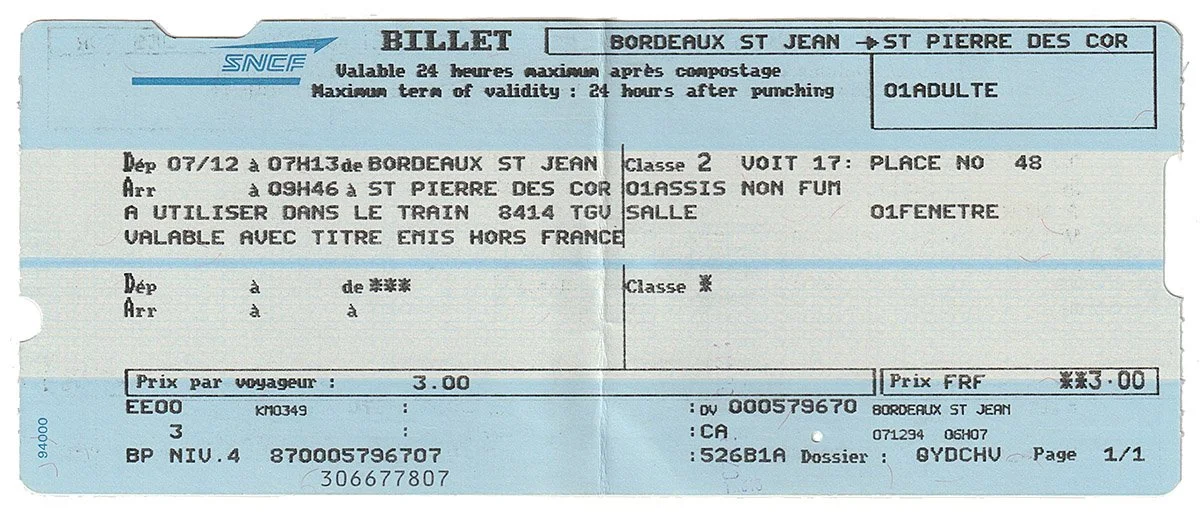 SNCF
BILLET
BORDEAUX ST JEAN → ST PIERRE DES COR
Valable 24 heures maximum après compostage
Maximum term of validity : 24 hours after punching
01ADULTE
Dép 07/12 à 07H13 de BORDEAUX ST JEAN Classe 2 VOIT 17: PLACE NO 48
Arr à 09H46 à ST PIERRE DES COR 01ASSIS NON FUM
A UTILISER DANS LE TRAIN 8414 TGV SALLE 01FENETRE
VALABLE AVEC TITRE EMIS HORS FRANCE
Dép à de *** Classe *
Arr à à
Prix par voyageur : 3.00 Prix FRF **3.00
EE00 KM0349 : :DV 000579670 BORDEAUX ST JEAN
3 : :CA 071294 06H07
BP NIV.4 870005796707 :526B1A Dossier : QYDCHV Page 1/1
306677807
94000